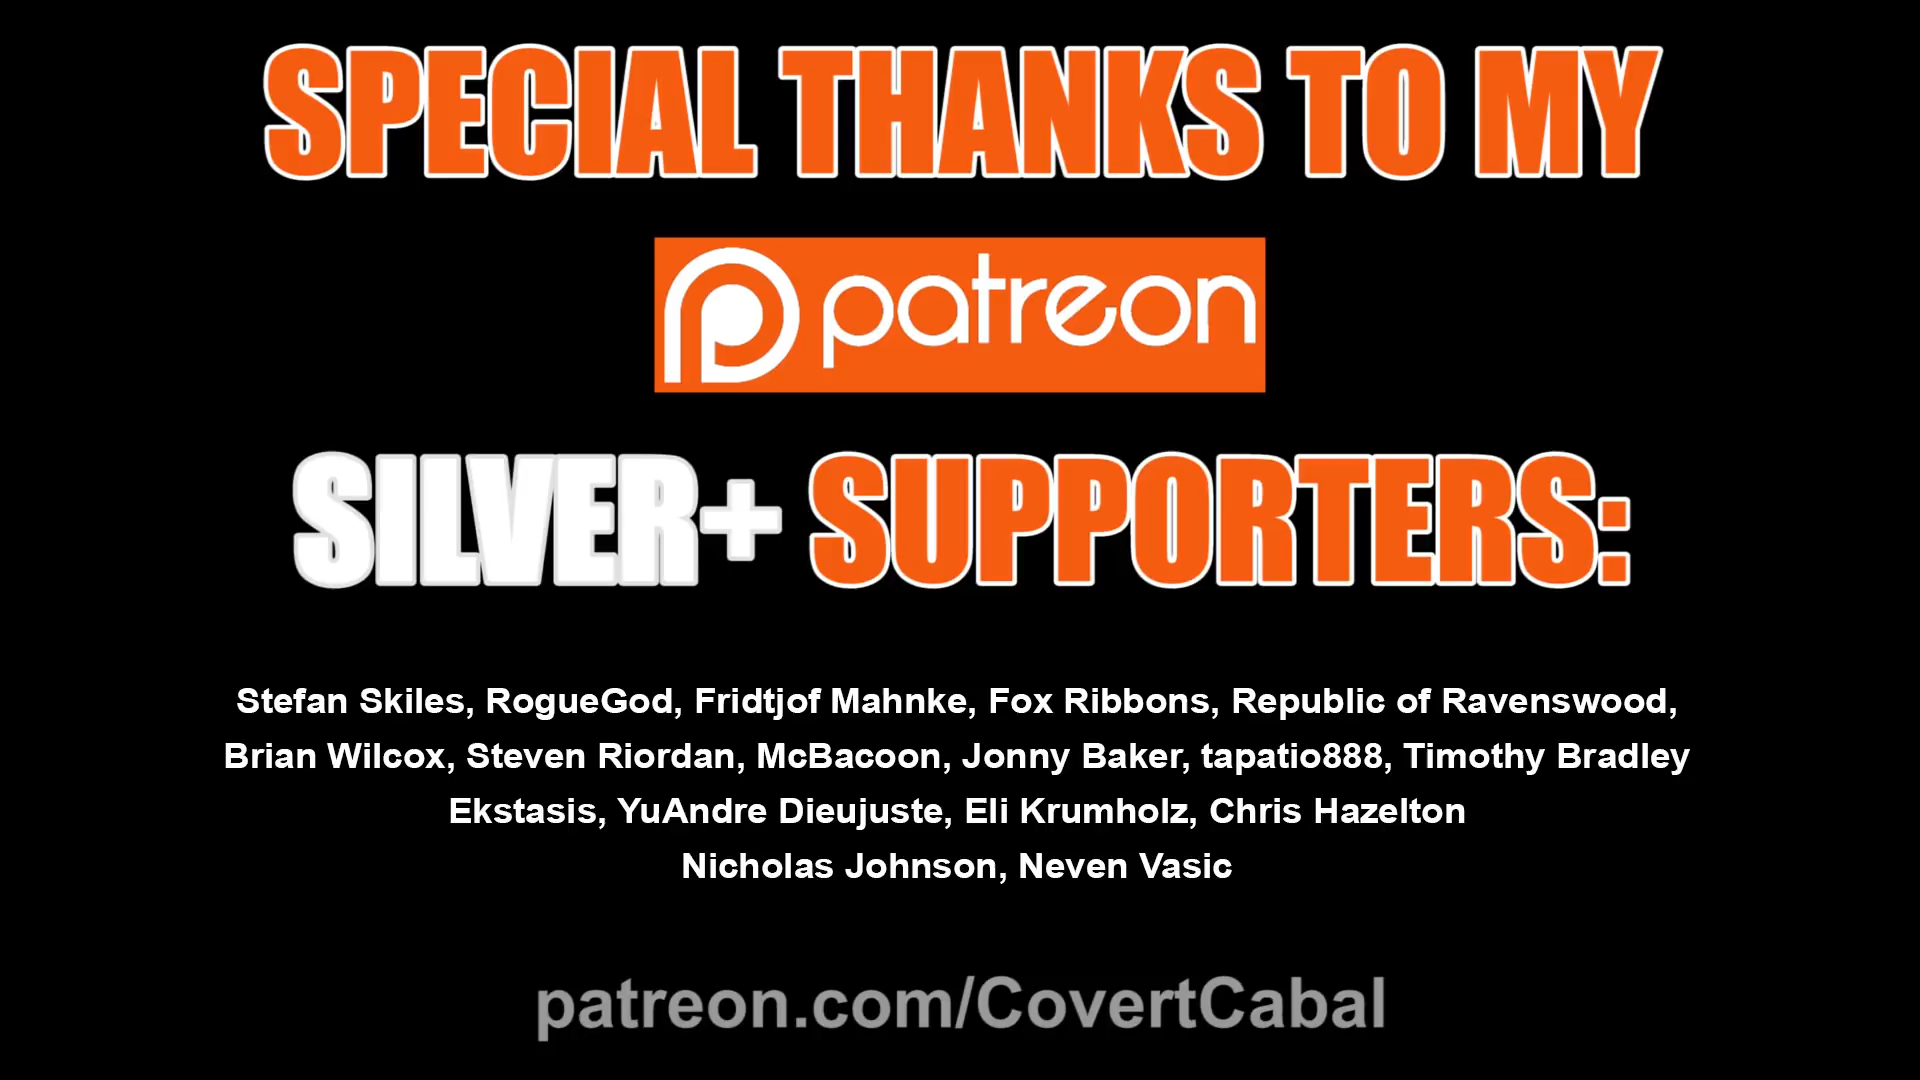 SPECIAL THANKS TO MY
patreon
SILVER+ SUPPORTERS:
Stefan Skiles, RogueGod, Fridtjof Mahnke, Fox Ribbons, Republic of Ravenswood,
Brian Wilcox, Steven Riordan, McBacoon, Jonny Baker, tapatio888, Timothy Bradley
Ekstasis, YuAndre Dieujuste, Eli Krumholz, Chris Hazelton
Nicholas Johnson, Neven Vasic
patreon.com/CovertCabal